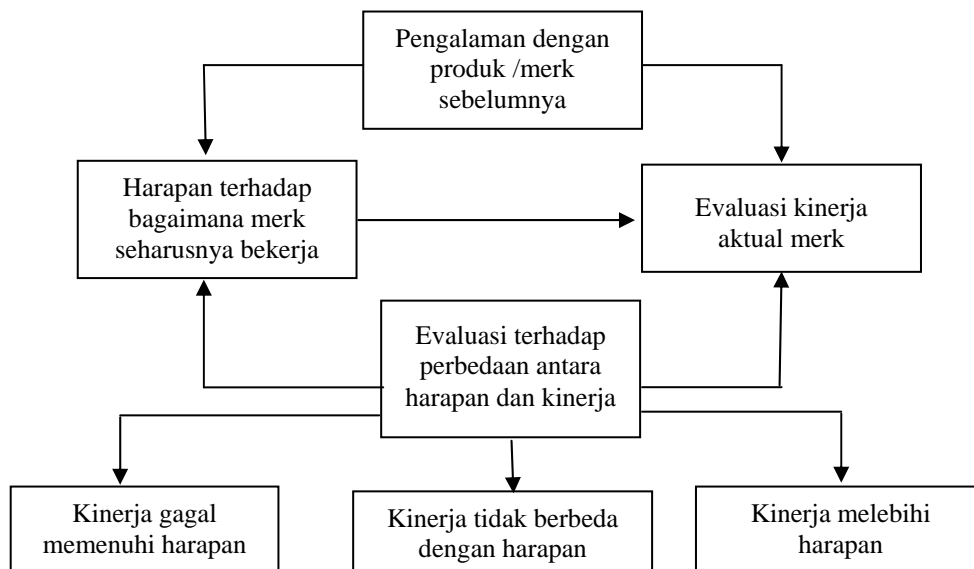 Pengalaman dengan
produk /merk
sebelumnya
Harapan terhadap
bagaimana merk
seharusnya bekerja
Evaluasi kinerja
aktual merk
Evaluasi terhadap
perbedaan antara
harapan dan kinerja
Kinerja gagal
memenuhi harapan
Kinerja tidak berbeda
dengan harapan
Kinerja melebihi
harapan